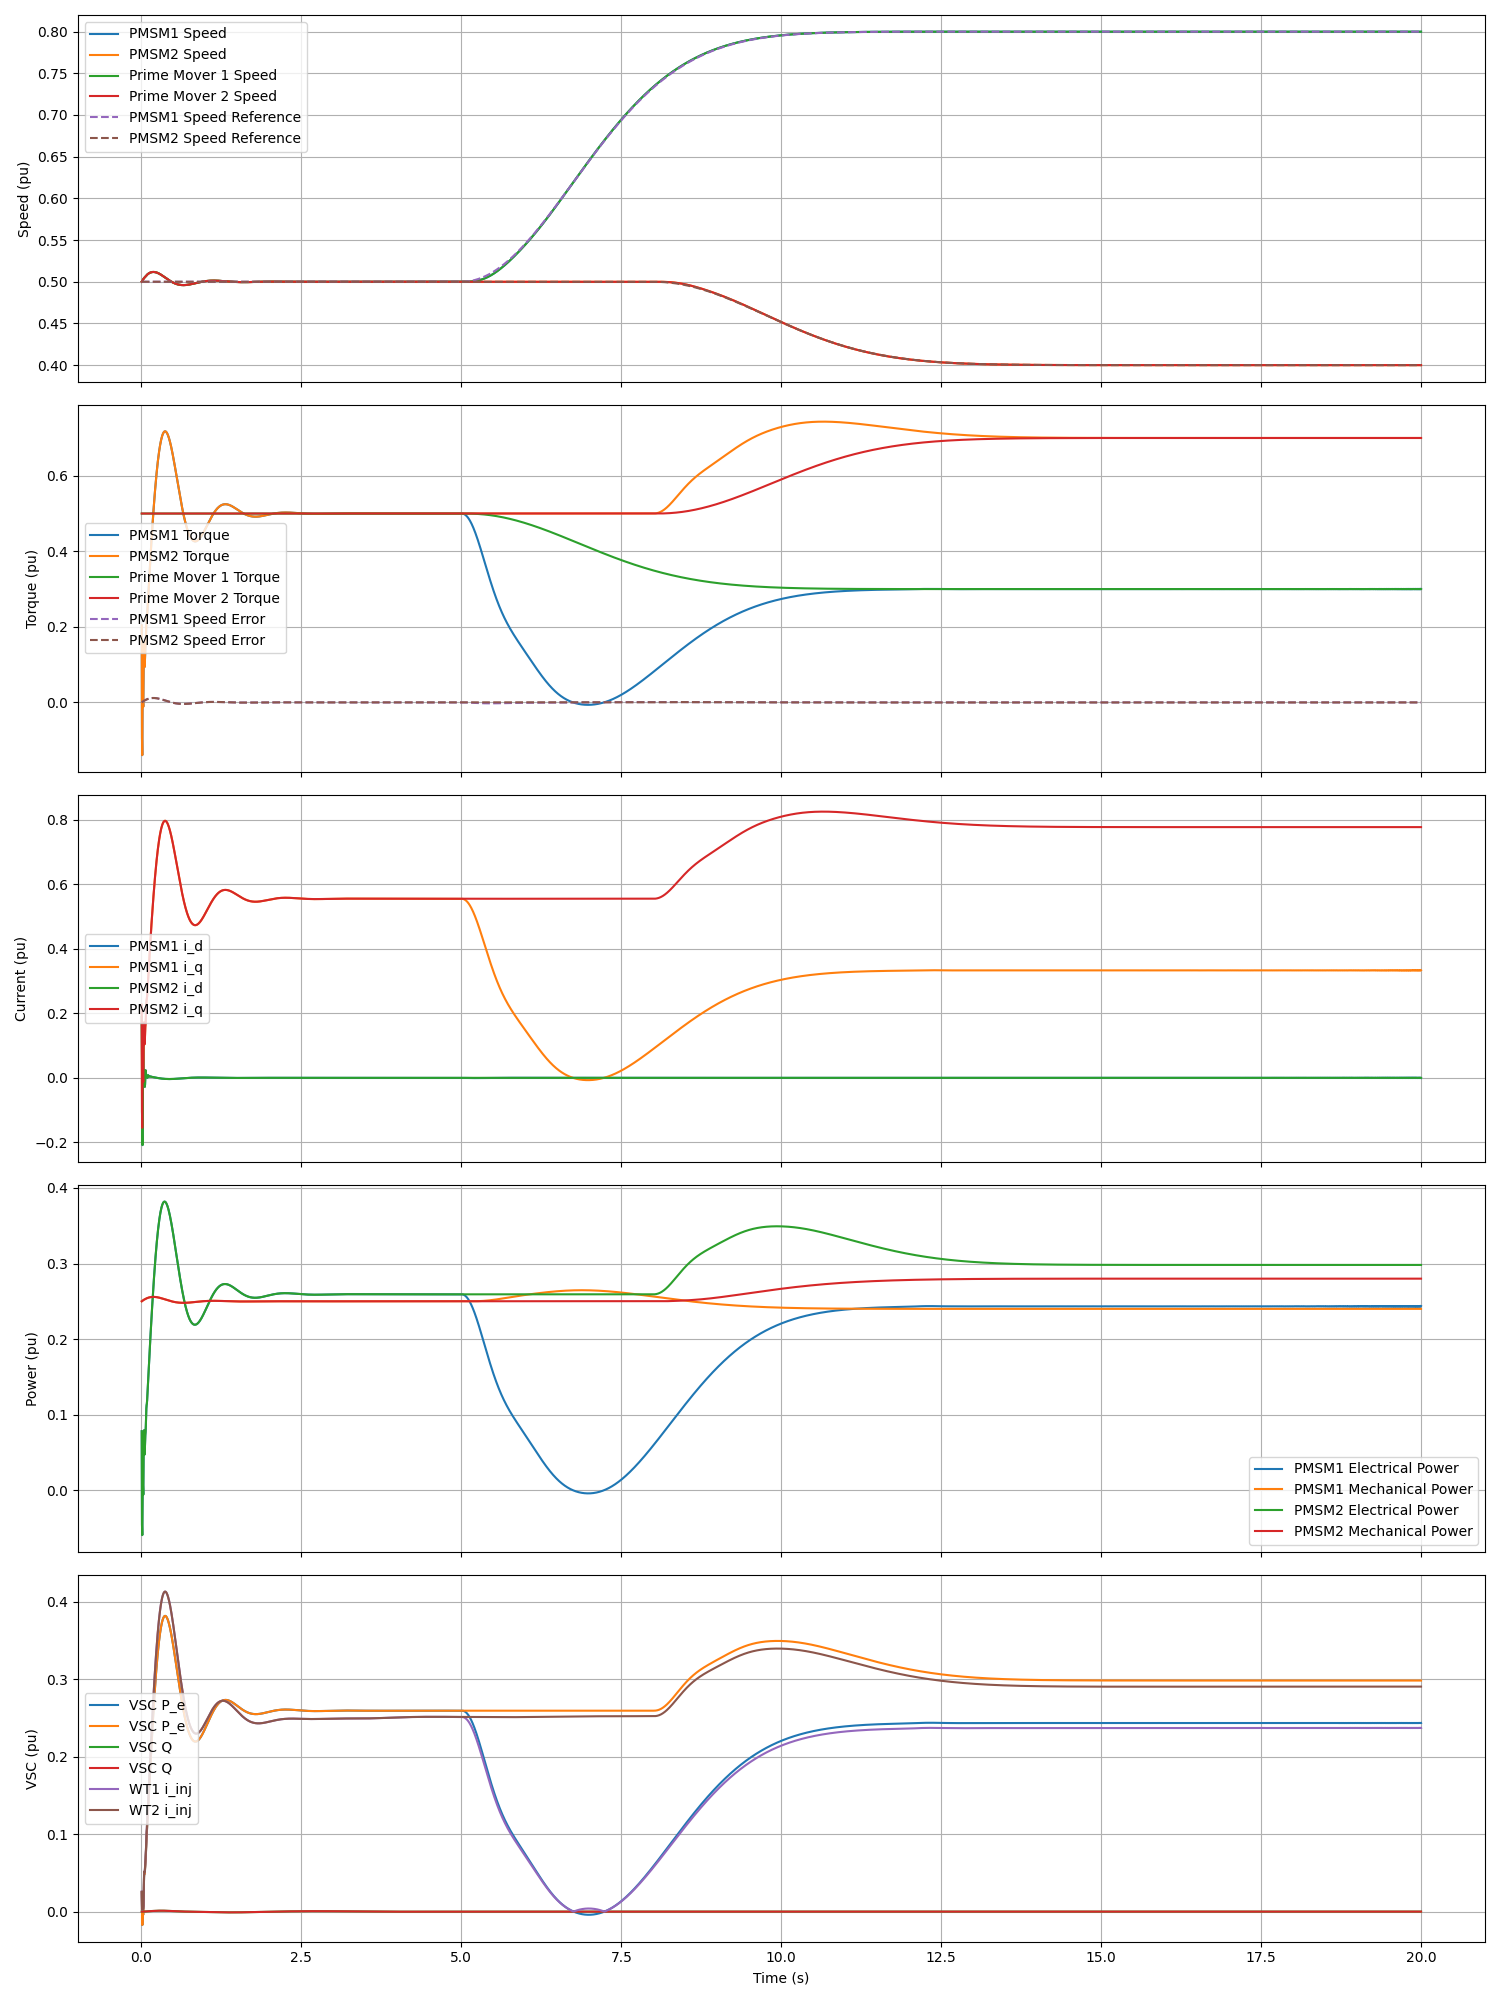 0.80
0.75
0.70
0.65
0.60
0.55
0.50
0.45
0.40
Speed (pu)
PMSM1 Speed
PMSM2 Speed
Prime Mover 1 Speed
Prime Mover 2 Speed
PMSM1 Speed Reference
PMSM2 Speed Reference
0.6
0.4
0.2
0.0
Torque (pu)
PMSM1 Torque
PMSM2 Torque
Prime Mover 1 Torque
Prime Mover 2 Torque
PMSM1 Speed Error
PMSM2 Speed Error
0.8
0.6
0.4
0.2
0.0
−0.2
Current (pu)
PMSM1 i_d
PMSM1 i_q
PMSM2 i_d
PMSM2 i_q
0.4
0.3
0.2
0.1
0.0
Power (pu)
PMSM1 Electrical Power
PMSM1 Mechanical Power
PMSM2 Electrical Power
PMSM2 Mechanical Power
0.4
0.3
0.2
0.1
0.0
VSC (pu)
VSC P_e
VSC P_e
VSC Q
VSC Q
WT1 i_inj
WT2 i_inj
0.0 2.5 5.0 7.5 10.0 12.5 15.0 17.5 20.0
Time (s)